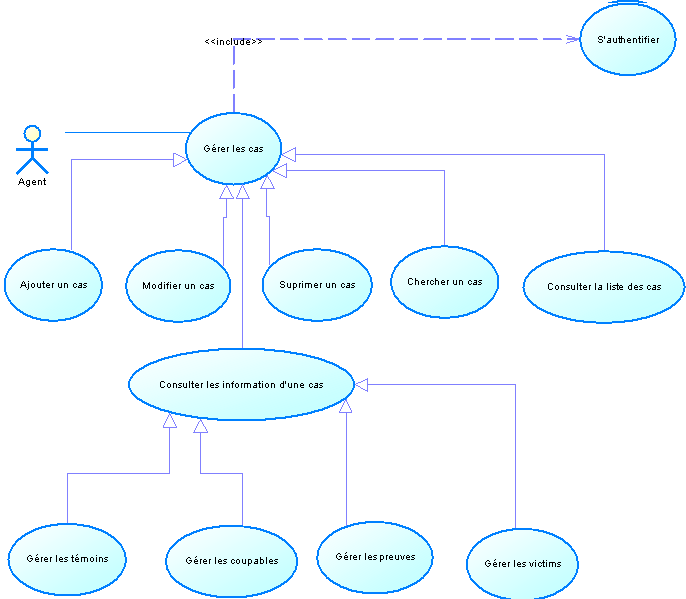 <<include>>
S'authentifier
Gérer les cas
Agent
Ajouter un cas
Modifier un cas
Suprimer un cas
Chercher un cas
Consulter la liste des cas
Consulter les information d'une cas
Gérer les témoins
Gérer les coupables
Gérer les preuves
Gérer les victims